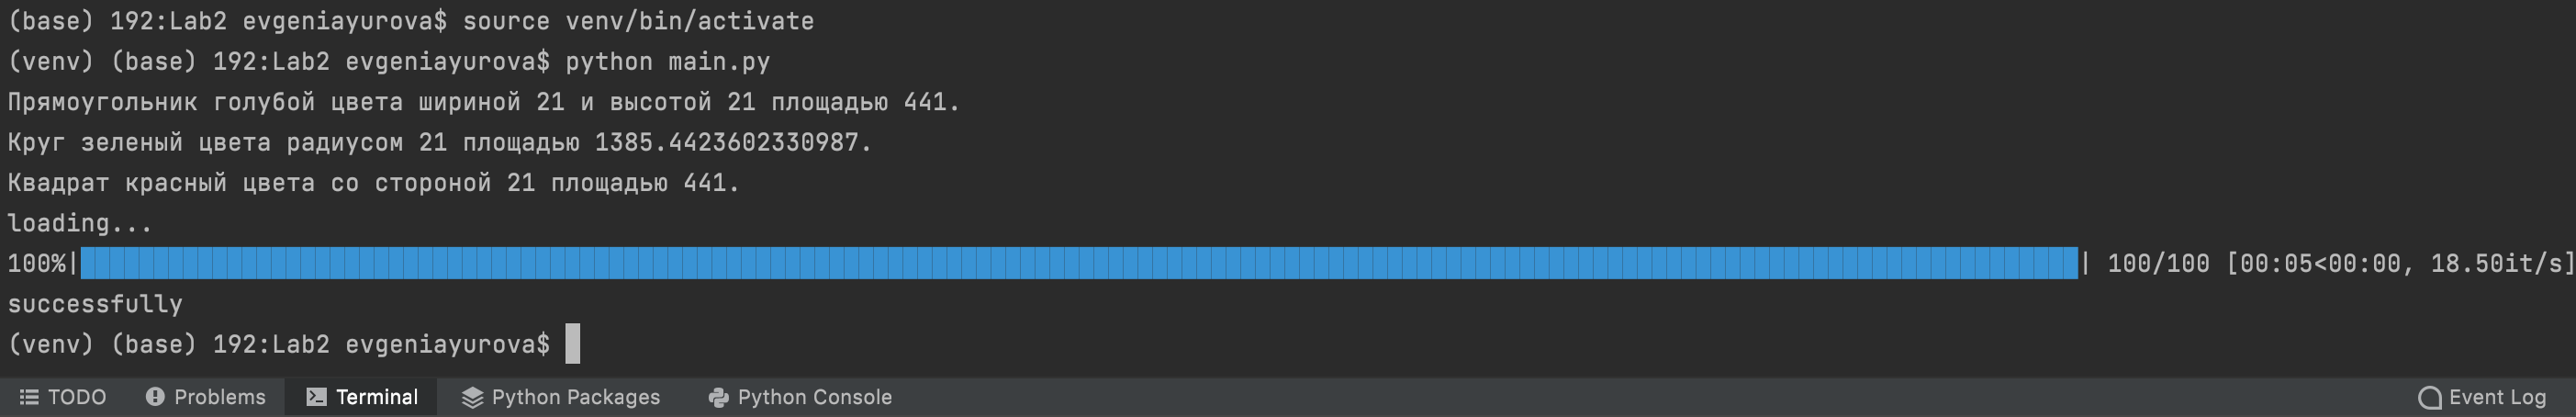 (base) 192:Lab2 evgeniayurova$ source venv/bin/activate
(venv) (base) 192:Lab2 evgeniayurova$ python main.py
Прямоугольник голубой цвета шириной 21 и высотой 21 площадью 441.
Круг зеленый цвета радиусом 21 площадью 1385.4423602330987.
Квадрат красный цвета со стороной 21 площадью 441.
loading...
100%| | 100/100 [00:05<00:00, 18.50it/s]
successfully
(venv) (base) 192:Lab2 evgeniayurova$
TODO Problems Terminal Python Packages Python Console Event Log